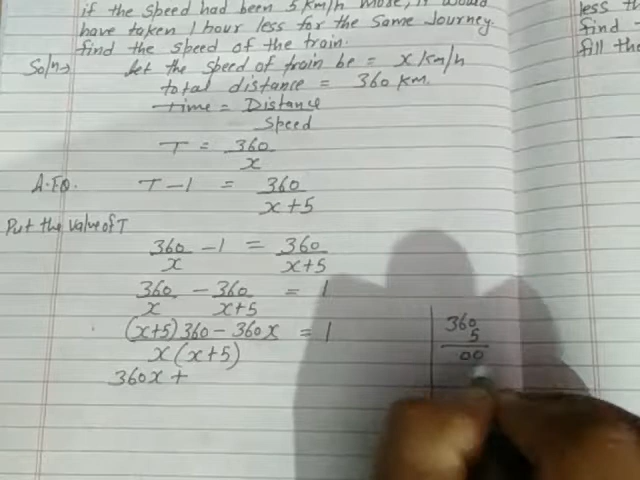 if the speed had been 5 km/h more, it would
have taken 1 hour less for the same Journey.
find the speed of the train.
Soln→ let the speed of train be = x km/h
total distance = 360 km.
Time = Distance
Speed
T = 360
x
A.T.Q. T - 1 = 360
x+5
Put the value of T
360 - 1 = 360
x x+5
360 - 360 = 1
x x+5
(x+5) 360 - 360x = 1
x (x+5)
360x +
360
5
00
less th
find
fill the